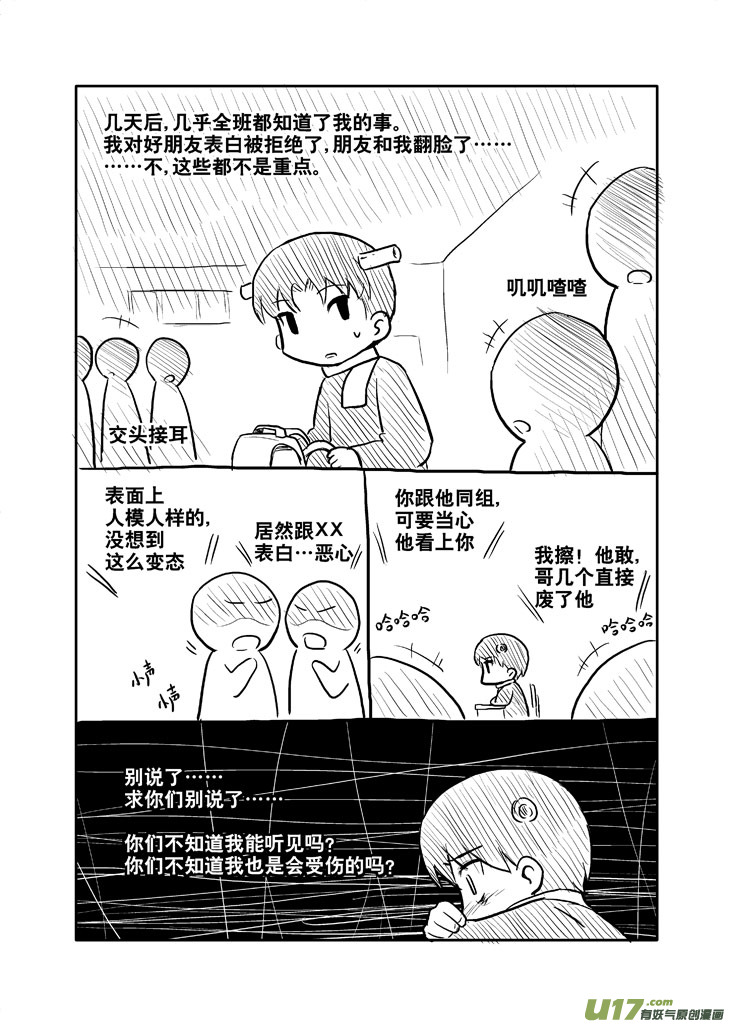 几天后,几乎全班都知道了我的事。
我对好朋友表白被拒绝了,朋友和我翻脸了……
……不,这些都不是重点。
叽叽喳喳
交头接耳
表面上
人模人样的,
没想到
这么变态
居然跟XX
表白…恶心
小声
小声
你跟他同组,
可要当心
他看上你
我擦！他敢,
哥几个直接
废了他
哈哈哈
哈哈哈
别说了……
求你们别说了……
你们不知道我能听见吗?
你们不知道我也是会受伤的吗?
U17.com
有妖气原创漫画